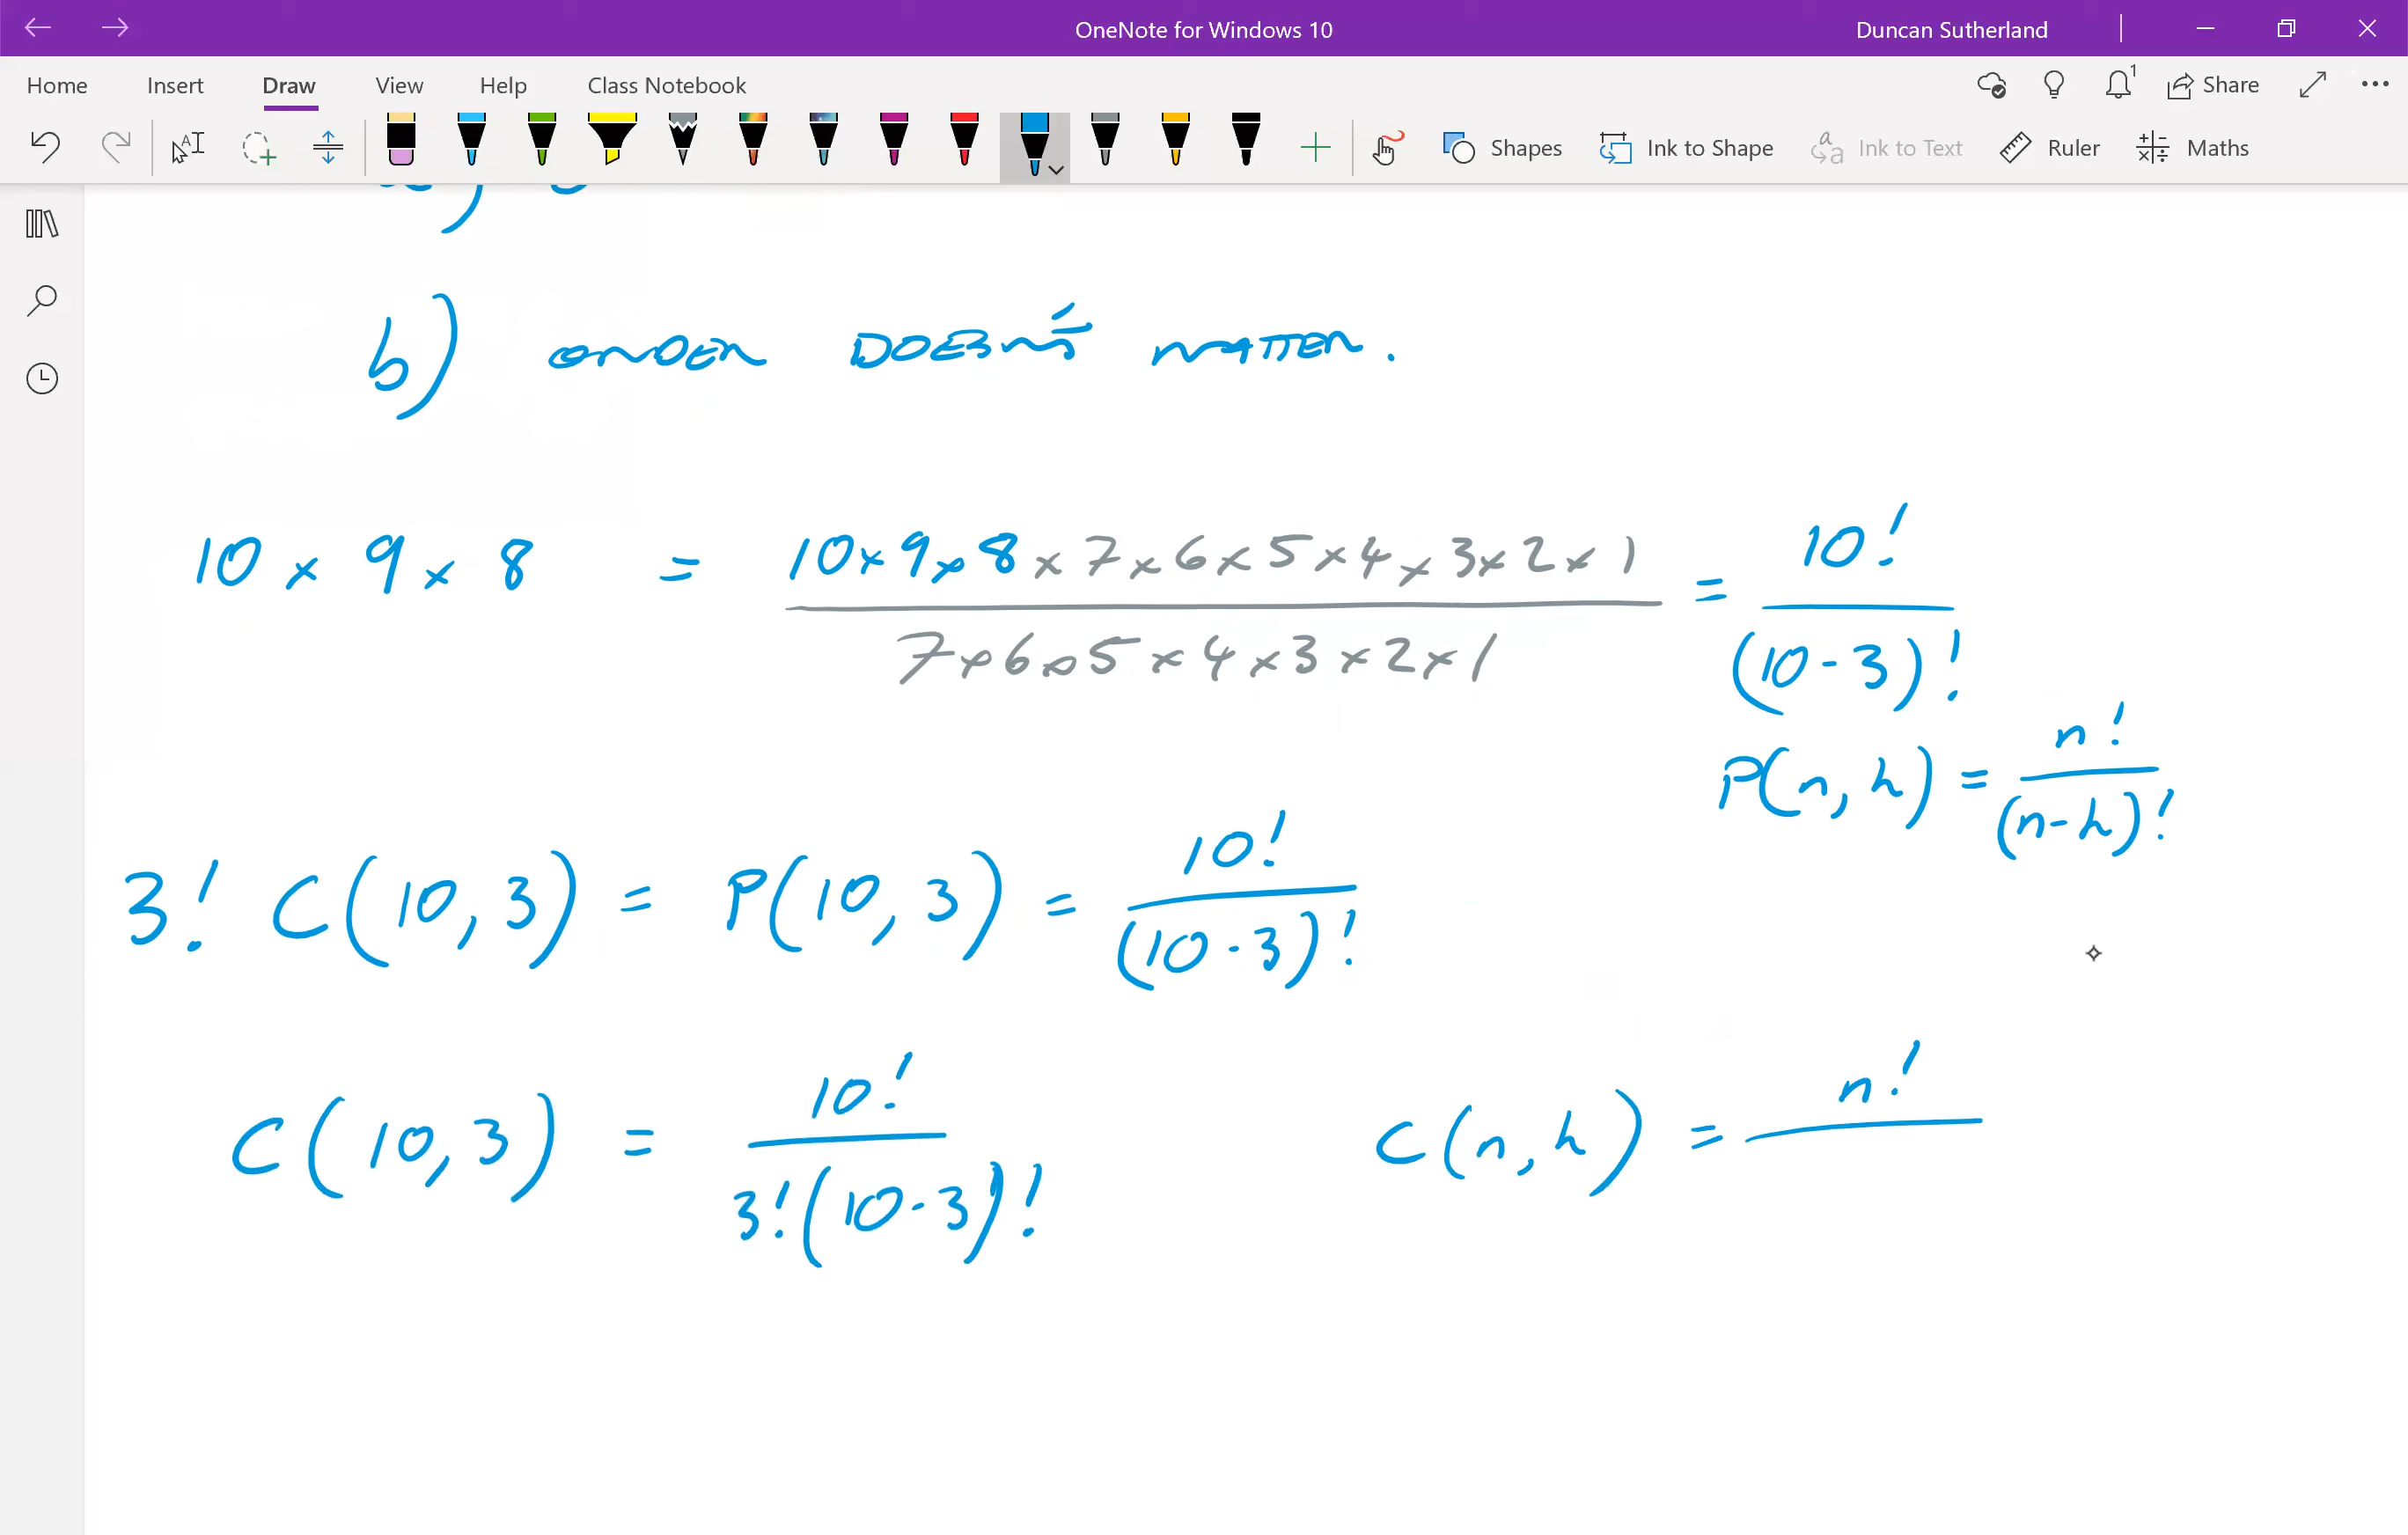 OneNote for Windows 10 Duncan Sutherland
Home Insert Draw View Help Class Notebook 1 Share
Shapes Ink to Shape Ink to Text Ruler Maths
b) ORDER DOESN'T MATTER.
10 × 9 × 8 = 10×9×8×7×6×5×4×3×2×1 / 7×6×5×4×3×2×1 = 10! / (10-3)!
P(n, k) = n! / (n-k)!
3! C(10, 3) = P(10, 3) = 10! / (10-3)!
C(10,3) = 10! / 3!(10-3)!
C(n, k) = n!